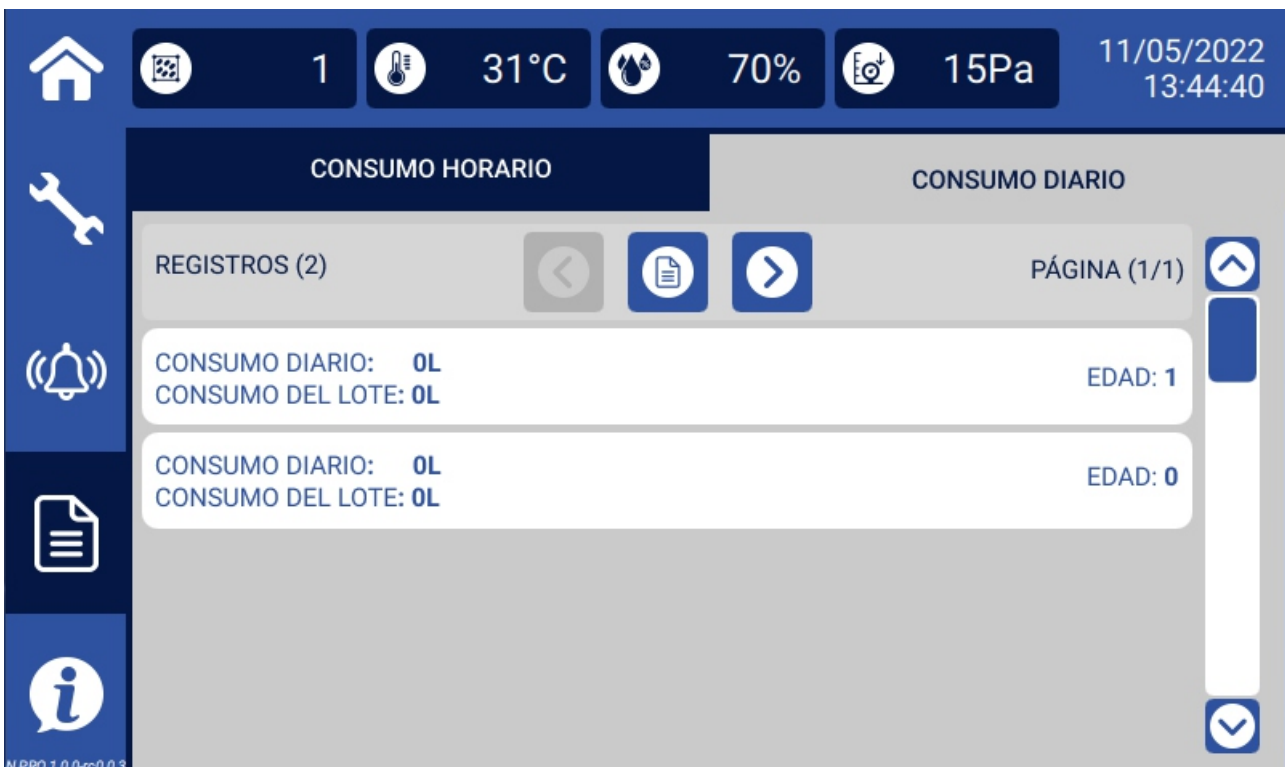 1
31°C
70%
15Pa
11/05/2022
13:44:40
CONSUMO HORARIO
CONSUMO DIARIO
REGISTROS (2)
PÁGINA (1/1)
CONSUMO DIARIO: 0L
CONSUMO DEL LOTE: 0L
EDAD: 1
CONSUMO DIARIO: 0L
CONSUMO DEL LOTE: 0L
EDAD: 0